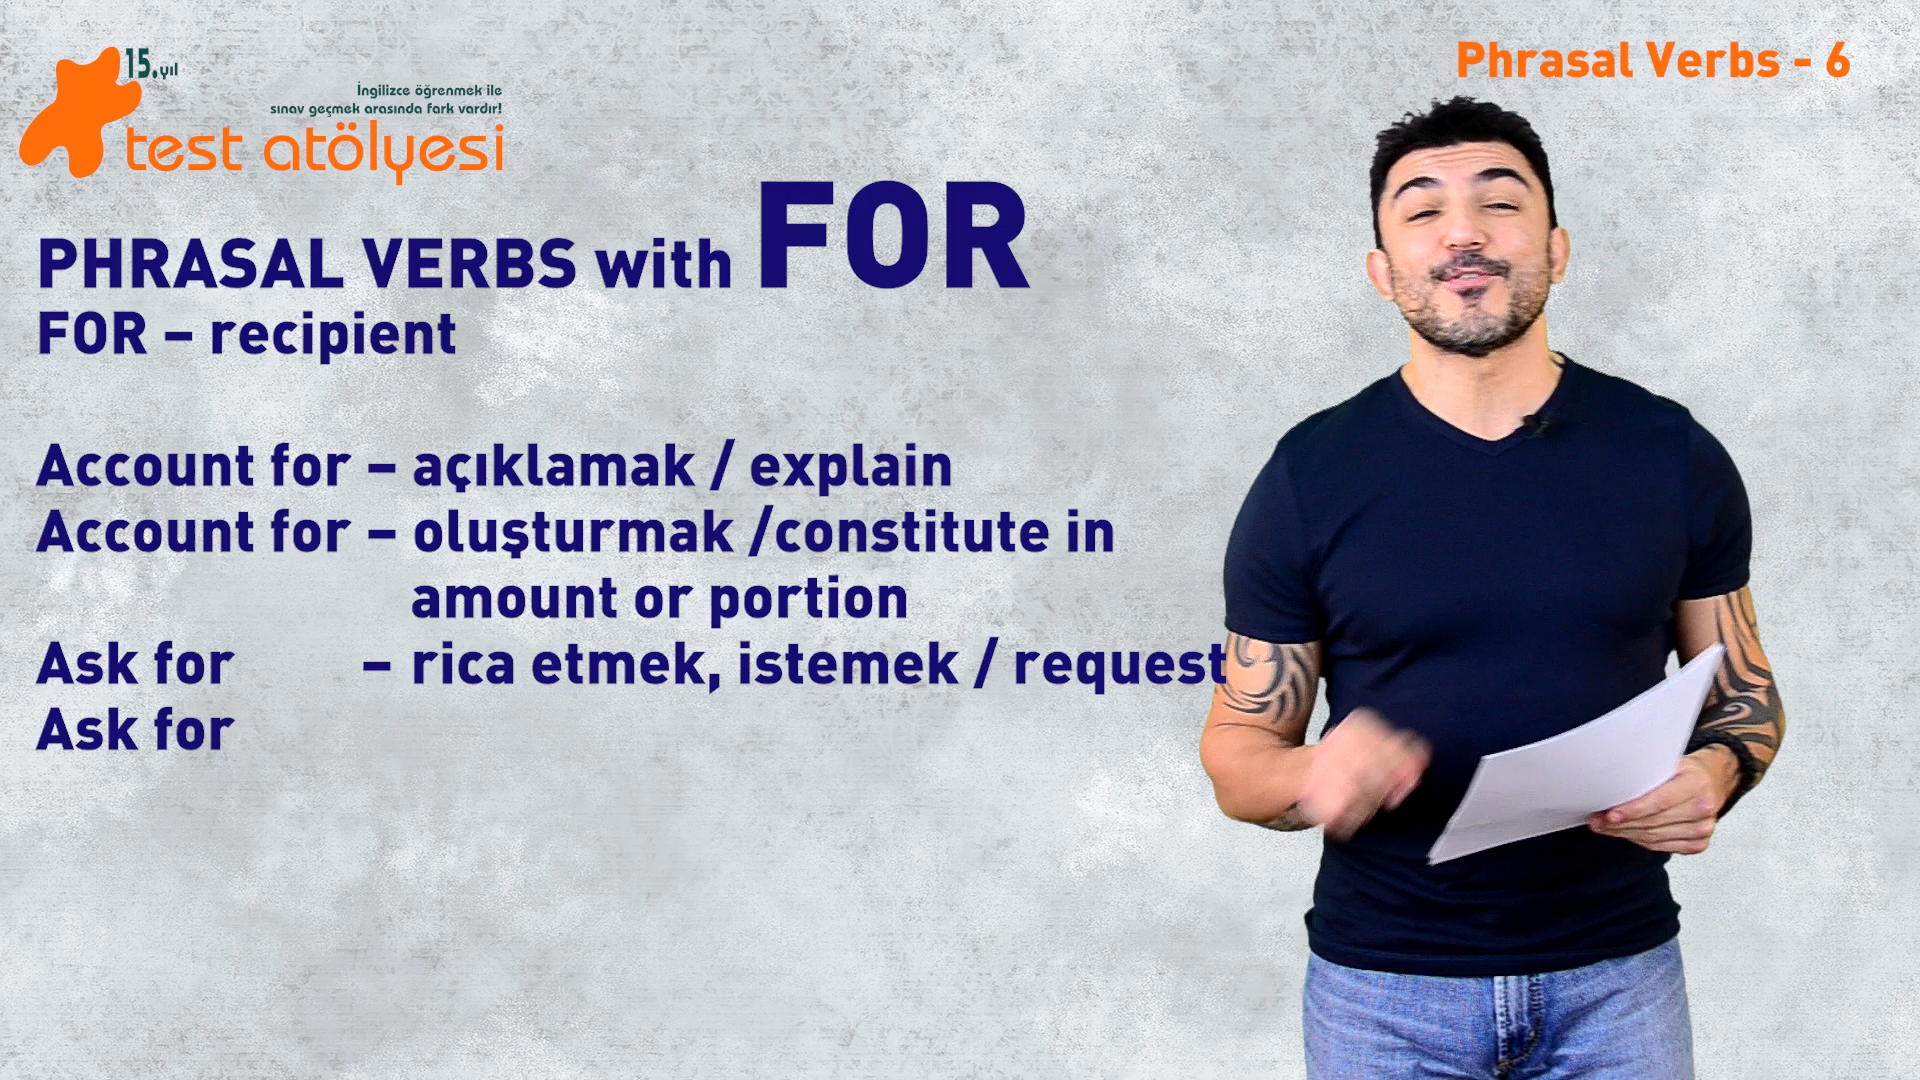 15.yıl
İngilizce öğrenmek ile
sınav geçmek arasında fark vardır!
test atölyesi
Phrasal Verbs - 6
PHRASAL VERBS with FOR
FOR – recipient
Account for – açıklamak / explain
Account for – oluşturmak /constitute in
amount or portion
Ask for – rica etmek, istemek / request
Ask for